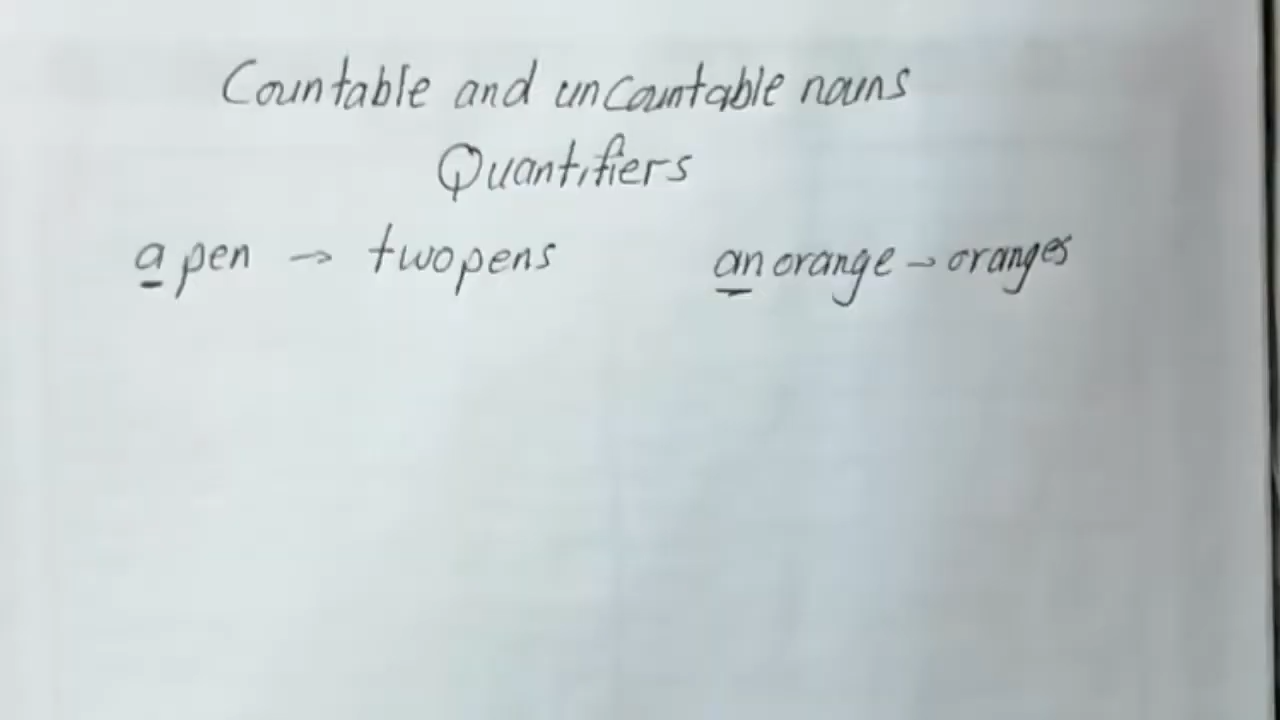 Countable and uncountable nouns
Quantifiers
a pen → two pens an orange → oranges